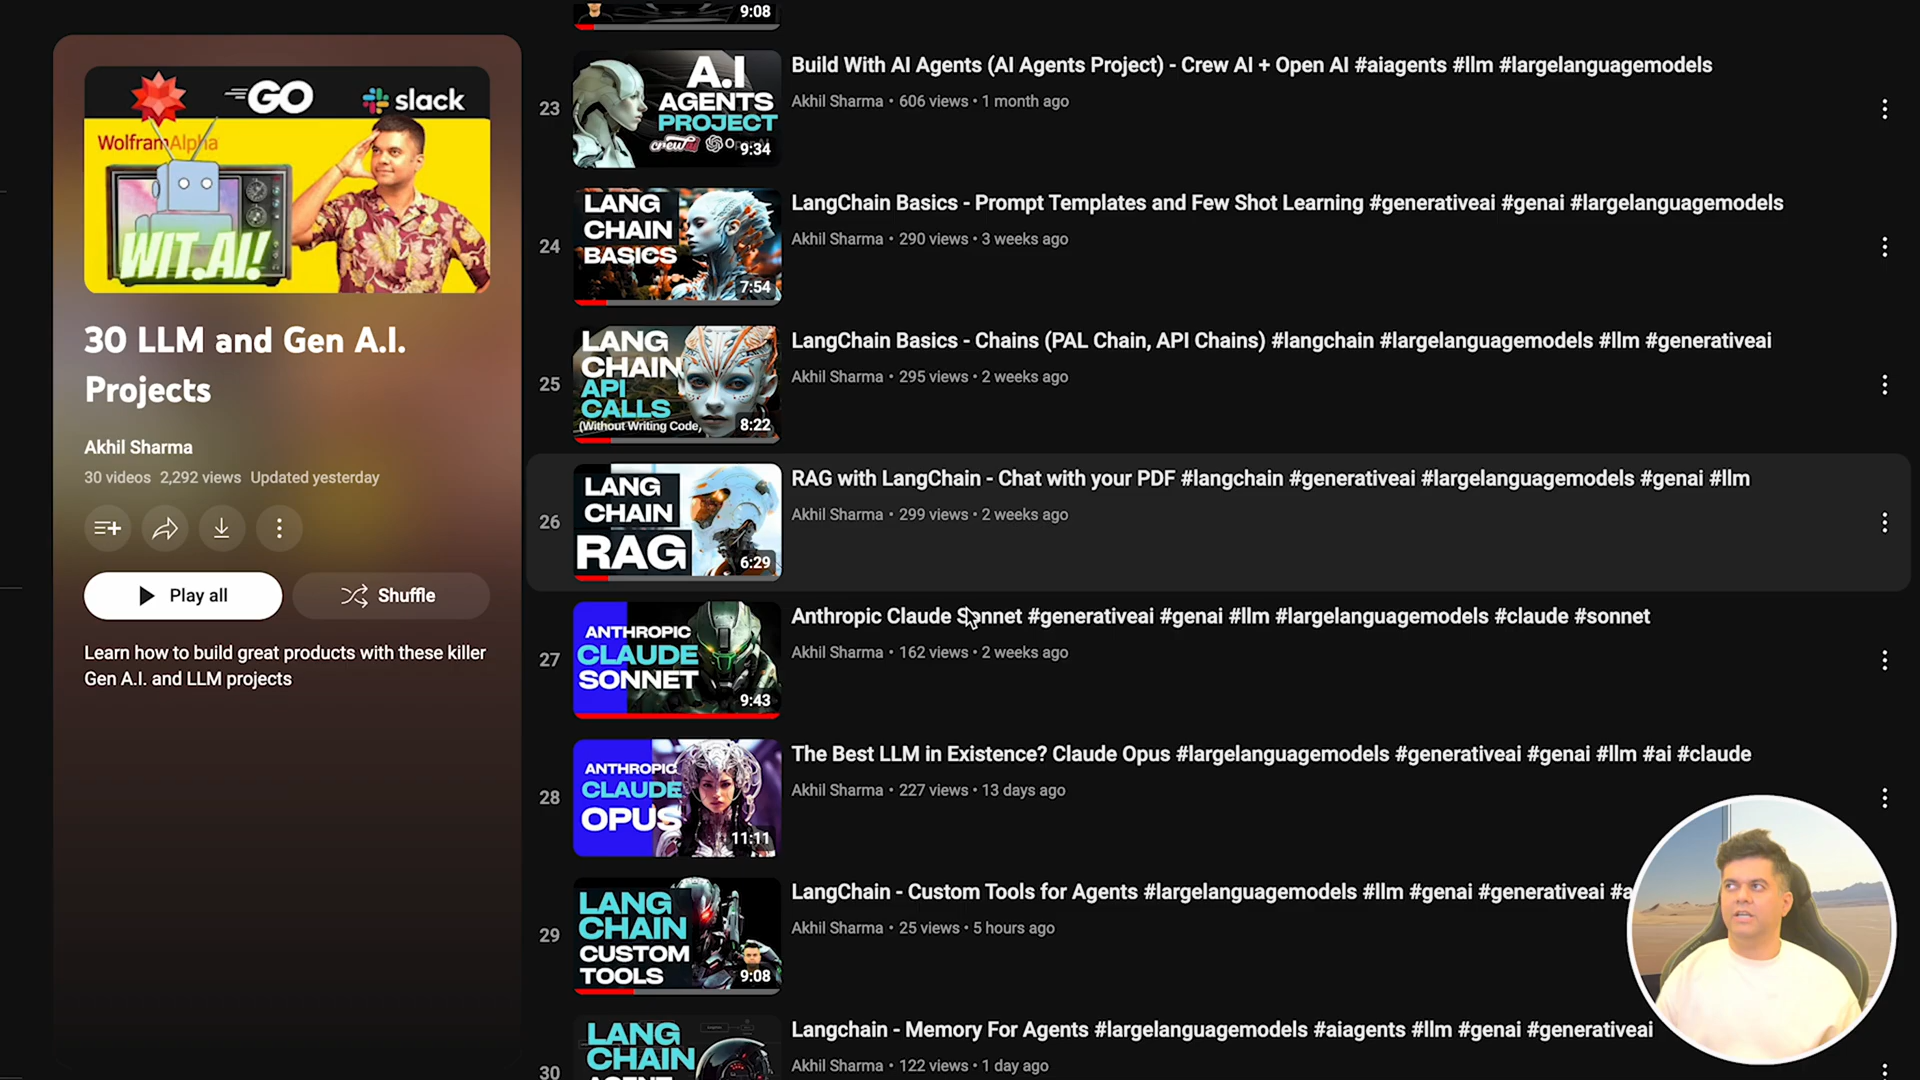 GO
slack
WolframAlpha
WIT.AI!
30 LLM and Gen A.I.
Projects
Akhil Sharma
30 videos 2,292 views Updated yesterday
Play all
Shuffle
Learn how to build great products with these killer
Gen A.I. and LLM projects
9:08
23
A.I
AGENTS
PROJECT
crewai
9:34
Build With AI Agents (AI Agents Project) - Crew AI + Open AI #aiagents #llm #largelanguagemodels
Akhil Sharma • 606 views • 1 month ago
24
LANG
CHAIN
BASICS
7:54
LangChain Basics - Prompt Templates and Few Shot Learning #generativeai #genai #largelanguagemodels
Akhil Sharma • 290 views • 3 weeks ago
25
LANG
CHAIN
API
CALLS
(Without Writing Code)
8:22
LangChain Basics - Chains (PAL Chain, API Chains) #langchain #largelanguagemodels #llm #generativeai
Akhil Sharma • 295 views • 2 weeks ago
26
LANG
CHAIN
RAG
6:29
RAG with LangChain - Chat with your PDF #langchain #generativeai #largelanguagemodels #genai #llm
Akhil Sharma • 299 views • 2 weeks ago
27
ANTHROPIC
CLAUDE
SONNET
9:43
Anthropic Claude Sonnet #generativeai #genai #llm #largelanguagemodels #claude #sonnet
Akhil Sharma • 162 views • 2 weeks ago
28
ANTHROPIC
CLAUDE
OPUS
11:11
The Best LLM in Existence? Claude Opus #largelanguagemodels #generativeai #genai #llm #ai #claude
Akhil Sharma • 227 views • 13 days ago
29
LANG
CHAIN
CUSTOM
TOOLS
9:08
LangChain - Custom Tools for Agents #largelanguagemodels #llm #genai #generativeai #a
Akhil Sharma • 25 views • 5 hours ago
30
LANG
CHAIN
Langchain - Memory For Agents #largelanguagemodels #aiagents #llm #genai #generativeai
Akhil Sharma • 122 views • 1 day ago